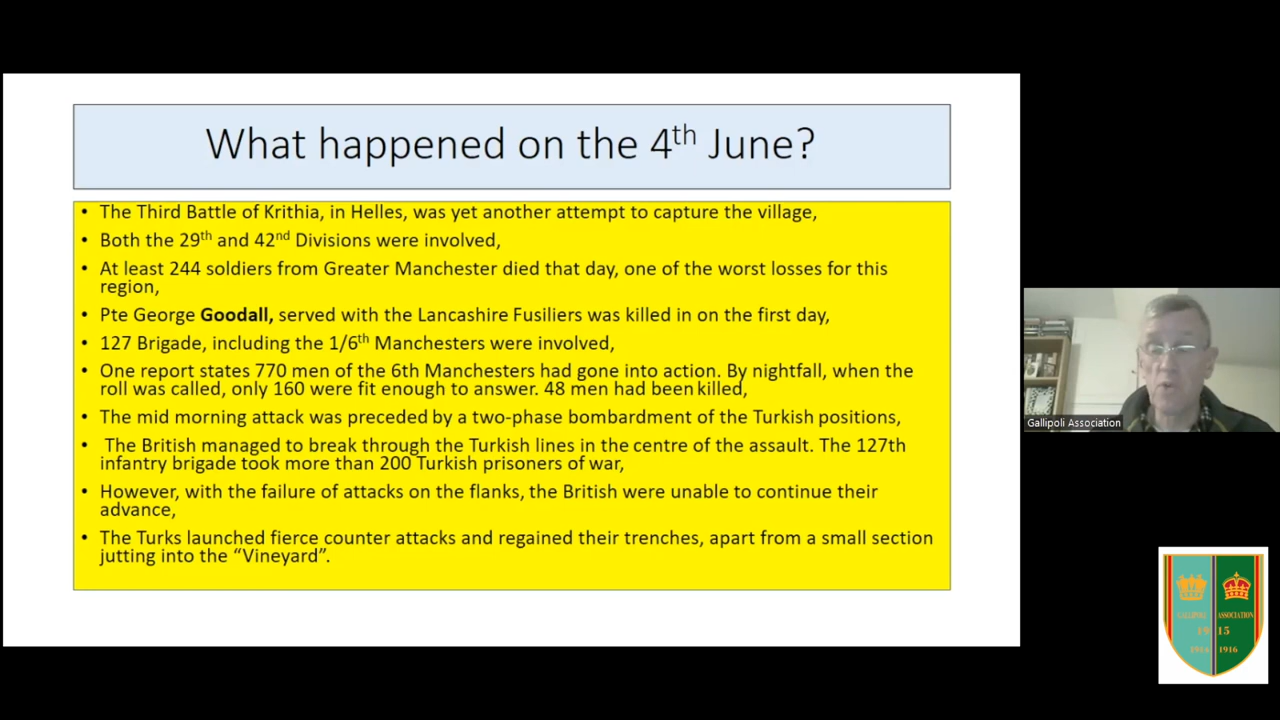 What happened on the 4th June?
• The Third Battle of Krithia, in Helles, was yet another attempt to capture the village,
• Both the 29th and 42nd Divisions were involved,
• At least 244 soldiers from Greater Manchester died that day, one of the worst losses for this
region,
• Pte George Goodall, served with the Lancashire Fusiliers was killed in on the first day,
• 127 Brigade, including the 1/6th Manchesters were involved,
• One report states 770 men of the 6th Manchesters had gone into action. By nightfall, when the
roll was called, only 160 were fit enough to answer. 48 men had been killed,
• The mid morning attack was preceded by a two-phase bombardment of the Turkish positions,
• The British managed to break through the Turkish lines in the centre of the assault. The 127th
infantry brigade took more than 200 Turkish prisoners of war,
• However, with the failure of attacks on the flanks, the British were unable to continue their
advance,
• The Turks launched fierce counter attacks and regained their trenches, apart from a small section
jutting into the “Vineyard”.
Gallipoli Association
GALLIPOLI ASSOCIATION
1915
1916 1916